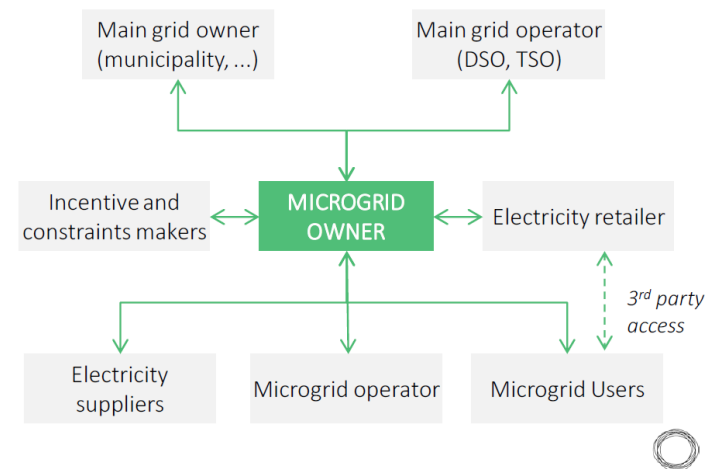 Main grid owner
(municipality, ...)
Main grid operator
(DSO, TSO)
Incentive and
constraints makers
MICROGRID
OWNER
Electricity retailer
3rd party
access
Electricity
suppliers
Microgrid operator
Microgrid Users